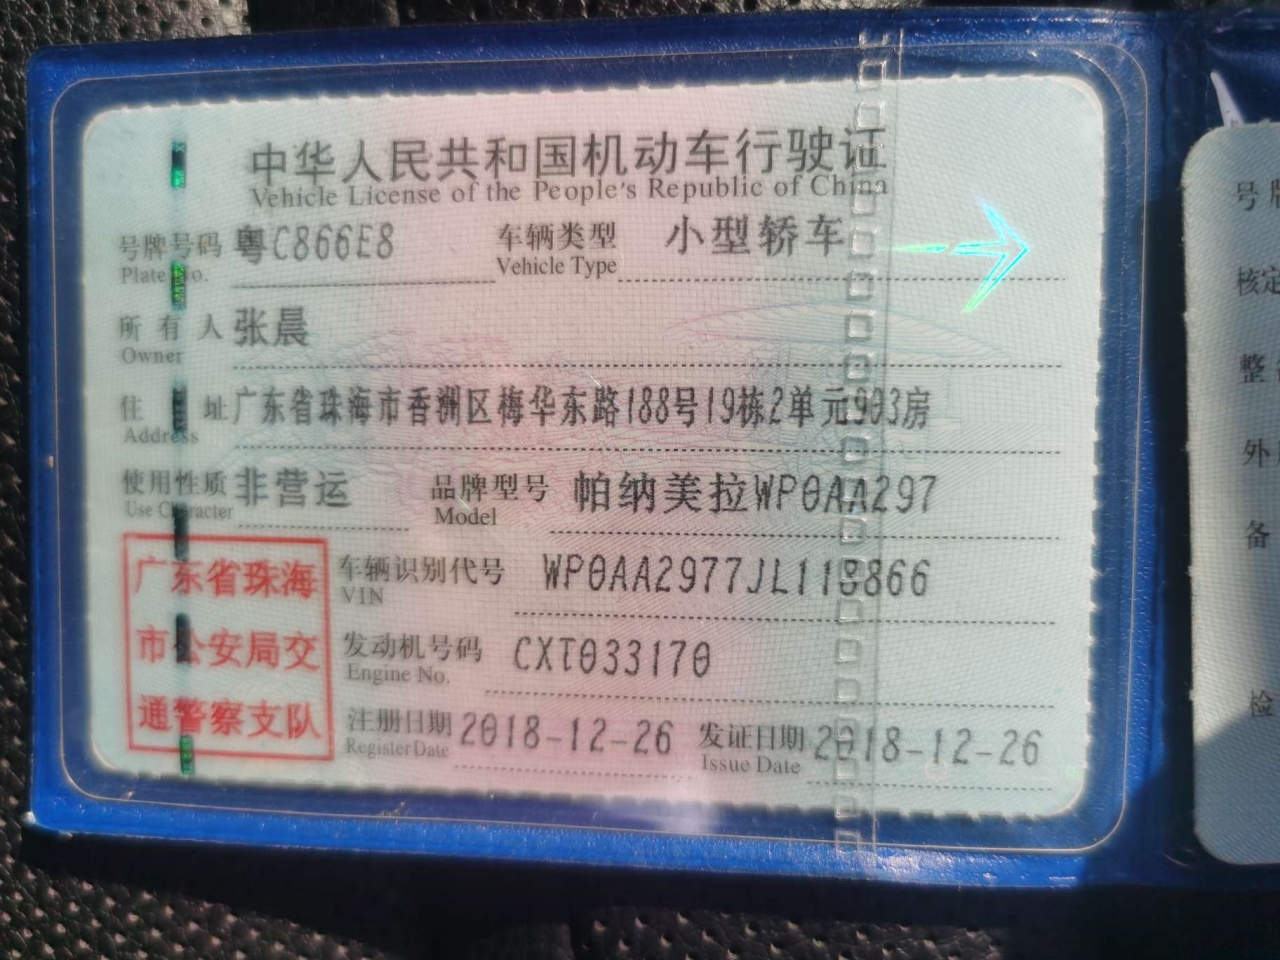 中华人民共和国机动车行驶证
Vehicle License of the People's Republic of China
号牌号码 粤C866E8 车辆类型 小型轿车
Plate No. Vehicle Type
所有人 张晨
Owner
住址 广东省珠海市香洲区梅华东路188号19栋2单元903房
Address
使用性质 非营运 品牌型号 帕纳美拉WP0AA297
Use Character Model
广东省珠海
市公安局交
通警察支队
车辆识别代号 WP0AA2977JL118866
VIN
发动机号码 CXT033170
Engine No.
注册日期 2018-12-26 发证日期 2018-12-26
Register Date Issue Date
号牌
核定
整
外
备
检